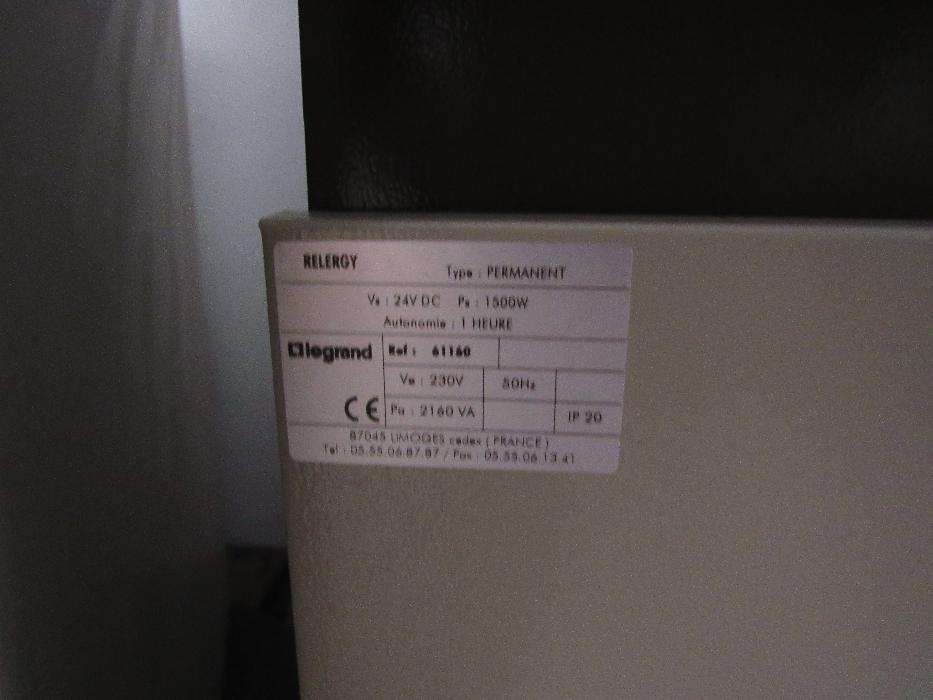 RELERGY
Type : PERMANENT
Vs : 24V DC Ps : 1500W
Autonomie : 1 HEURE
legrand
Ref : 61160
Ve : 230V 50Hz
CE Pa : 2160 VA IP 20
87045 LIMOGES cedex ( FRANCE )
Tel : 05.55.06.87.87 / Fax : 05.55.06.13.41